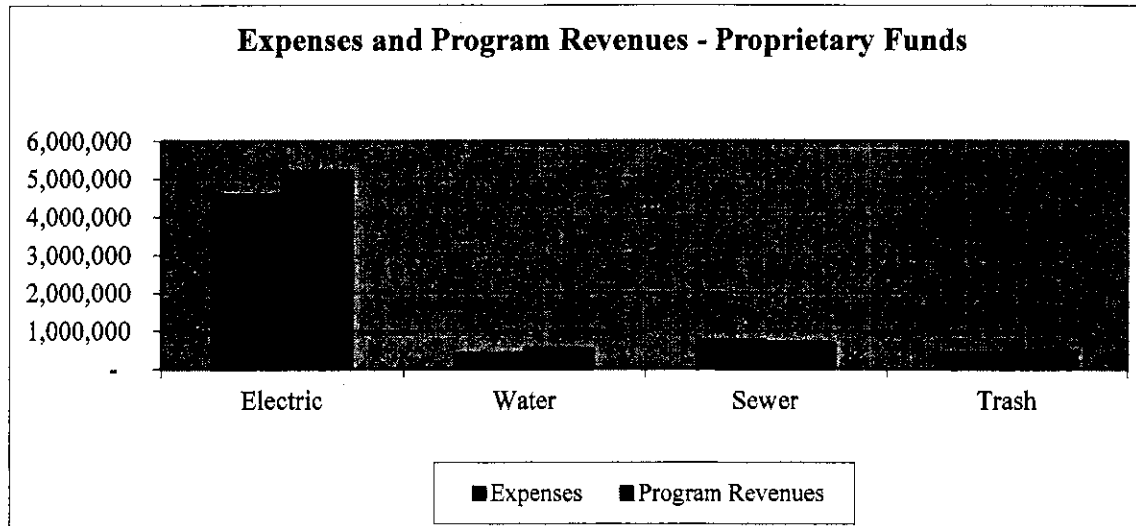 Expenses and Program Revenues - Proprietary Funds
6,000,000
5,000,000
4,000,000
3,000,000
2,000,000
1,000,000
-
Electric Water Sewer Trash
■Expenses ■Program Revenues